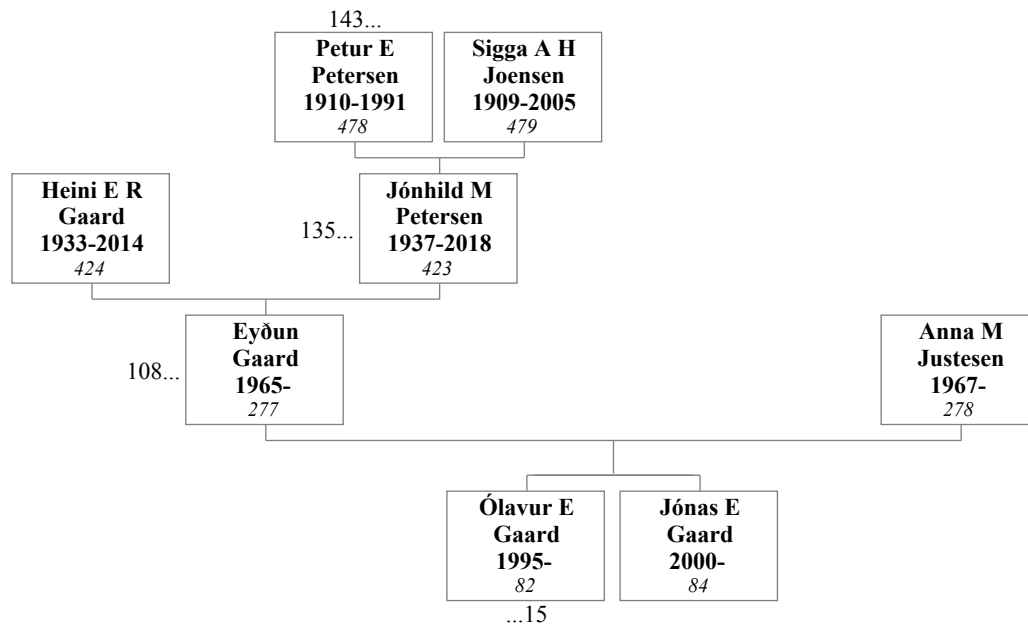 143...
Petur E
Petersen
1910-1991
478
Sigga A H
Joensen
1909-2005
479
Heini E R
Gaard
1933-2014
424
135...
Jónhild M
Petersen
1937-2018
423
108...
Eyðun
Gaard
1965-
277
Anna M
Justesen
1967-
278
Ólavur E
Gaard
1995-
82
...15
Jónas E
Gaard
2000-
84